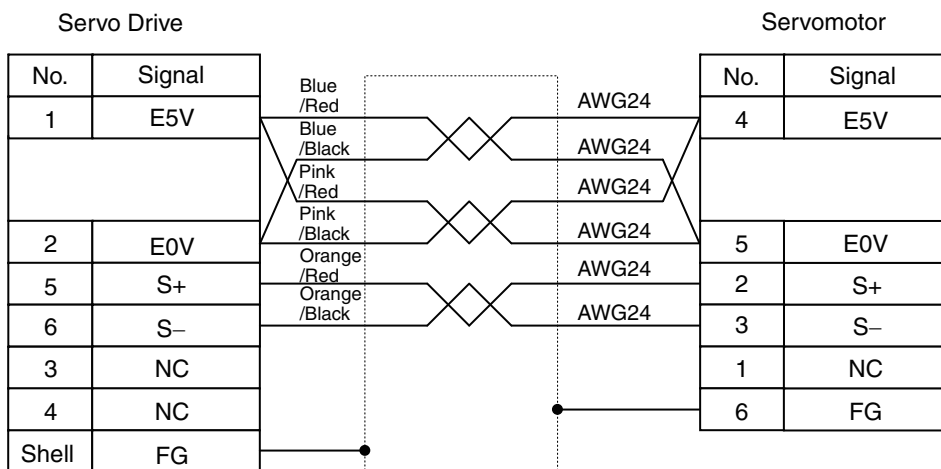 Servo Drive
Servomotor
No. Signal
No. Signal
Blue
/Red
AWG24
1 E5V
4 E5V
Blue
/Black
AWG24
Pink
/Red
AWG24
Pink
/Black
AWG24
2 E0V
5 E0V
Orange
/Red
AWG24
5 S+
2 S+
Orange
/Black
AWG24
6 S–
3 S–
3 NC
1 NC
4 NC
6 FG
Shell FG